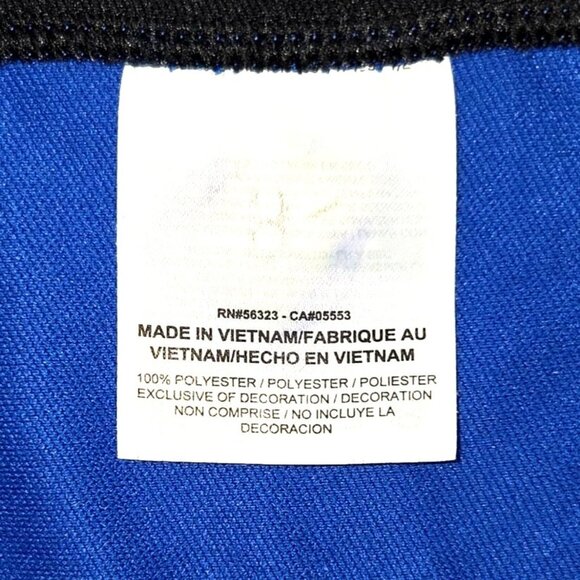 RN#56323 - CA#05553
MADE IN VIETNAM/FABRIQUE AU
VIETNAM/HECHO EN VIETNAM
100% POLYESTER / POLYESTER / POLIESTER
EXCLUSIVE OF DECORATION / DECORATION
NON COMPRISE / NO INCLUYE LA
DECORACION